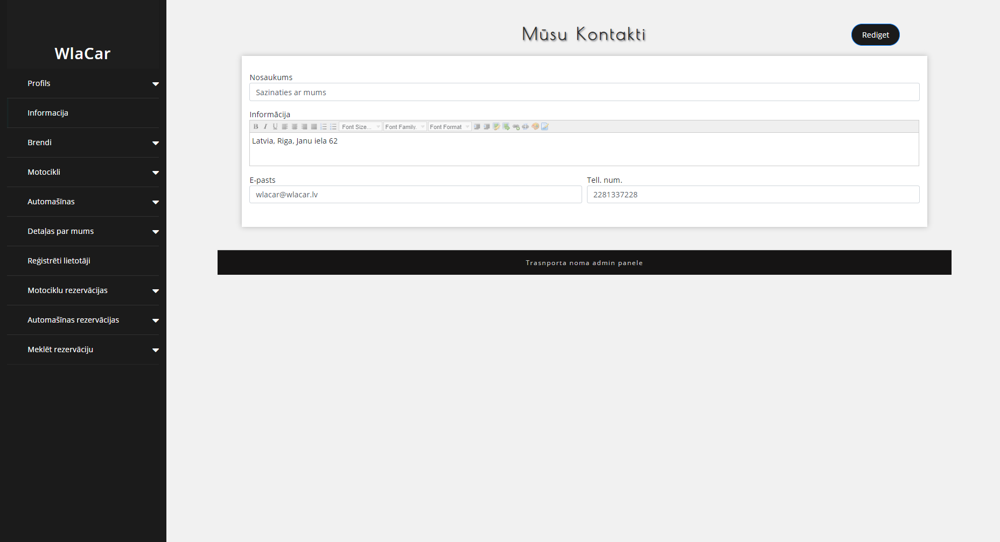 WlaCar
Profils
Informacija
Brendi
Motocikli
Automašīnas
Detaļas par mums
Reģistrēti lietotāji
Motociklu rezervācijas
Automašīnas rezervācijas
Meklēt rezervāciju
Mūsu Kontakti
Rediget
Nosaukums
Sazinaties ar mums
Informācija
B I U Font Size... Font Family. Font Format
Latvia, Riga, Janu iela 62
E-pasts
Tell. num.
wlacar@wlacar.lv
2281337228
Trasnporta noma admin panele